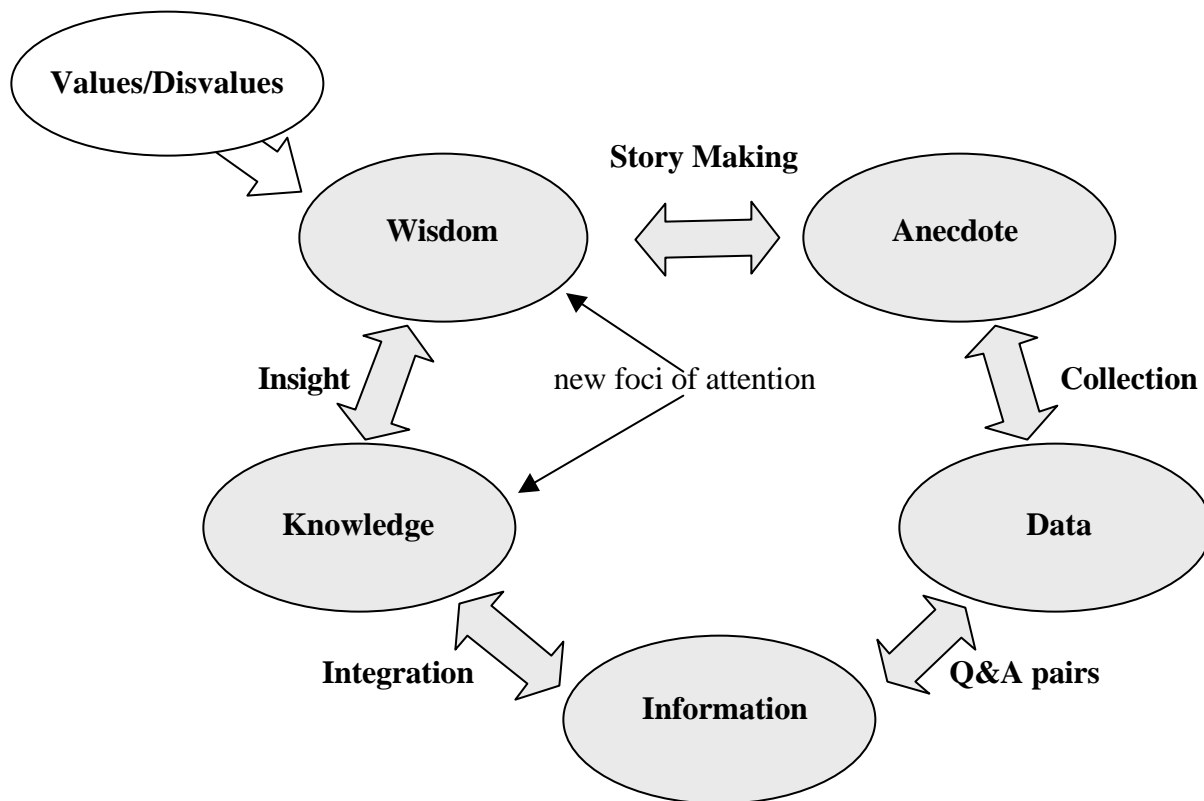 Values/Disvalues
Story Making
Wisdom
Anecdote
Insight
new foci of attention
Collection
Knowledge
Data
Integration
Q&A pairs
Information